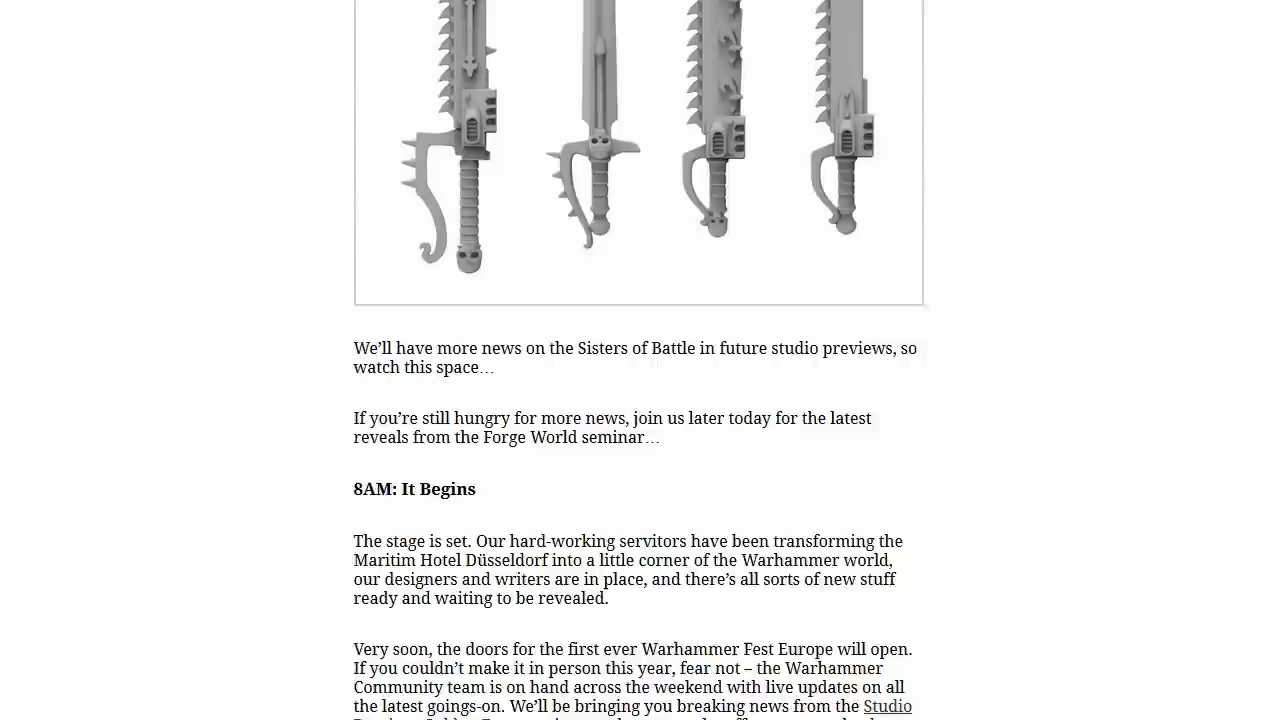 We’ll have more news on the Sisters of Battle in future studio previews, so
watch this space…
If you’re still hungry for more news, join us later today for the latest
reveals from the Forge World seminar…
8AM: It Begins
The stage is set. Our hard-working servitors have been transforming the
Maritim Hotel Düsseldorf into a little corner of the Warhammer world,
our designers and writers are in place, and there’s all sorts of new stuff
ready and waiting to be revealed.
Very soon, the doors for the first ever Warhammer Fest Europe will open.
If you couldn’t make it in person this year, fear not – the Warhammer
Community team is on hand across the weekend with live updates on all
the latest goings-on. We’ll be bringing you breaking news from the Studio